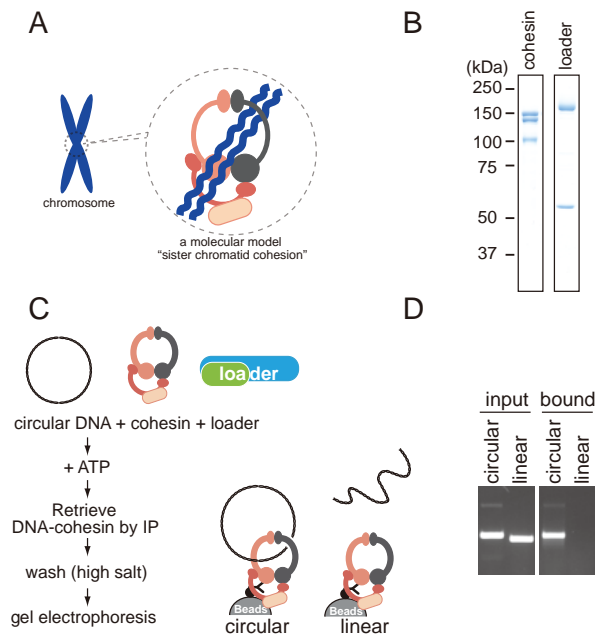 A
chromosome
a molecular model
“sister chromatid cohesion”
B
(kDa)
cohesin
loader
250
150
100
75
50
37
C
loader
circular DNA + cohesin + loader
+ ATP
Retrieve
DNA-cohesin by IP
wash (high salt)
gel electrophoresis
Beads
Beads
circular
linear
D
input
bound
circular
linear
circular
linear